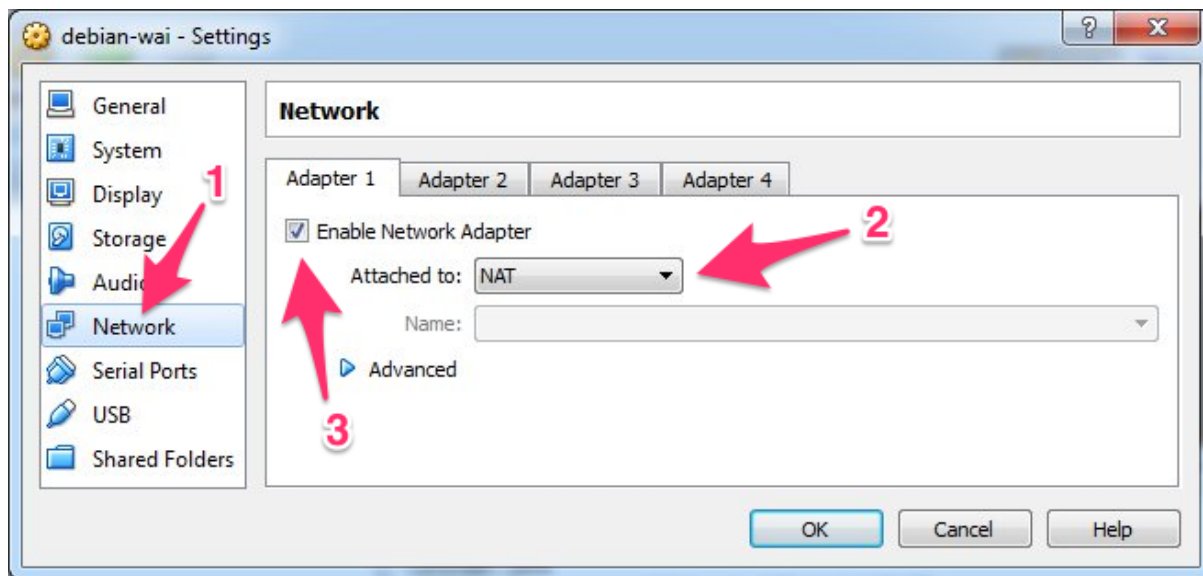 debian-wai - Settings
General
System
Display
Storage
Audio
Network
Serial Ports
USB
Shared Folders
Network
Adapter 1 Adapter 2 Adapter 3 Adapter 4
Enable Network Adapter
Attached to: NAT
Name:
Advanced
1
2
3
OK Cancel Help